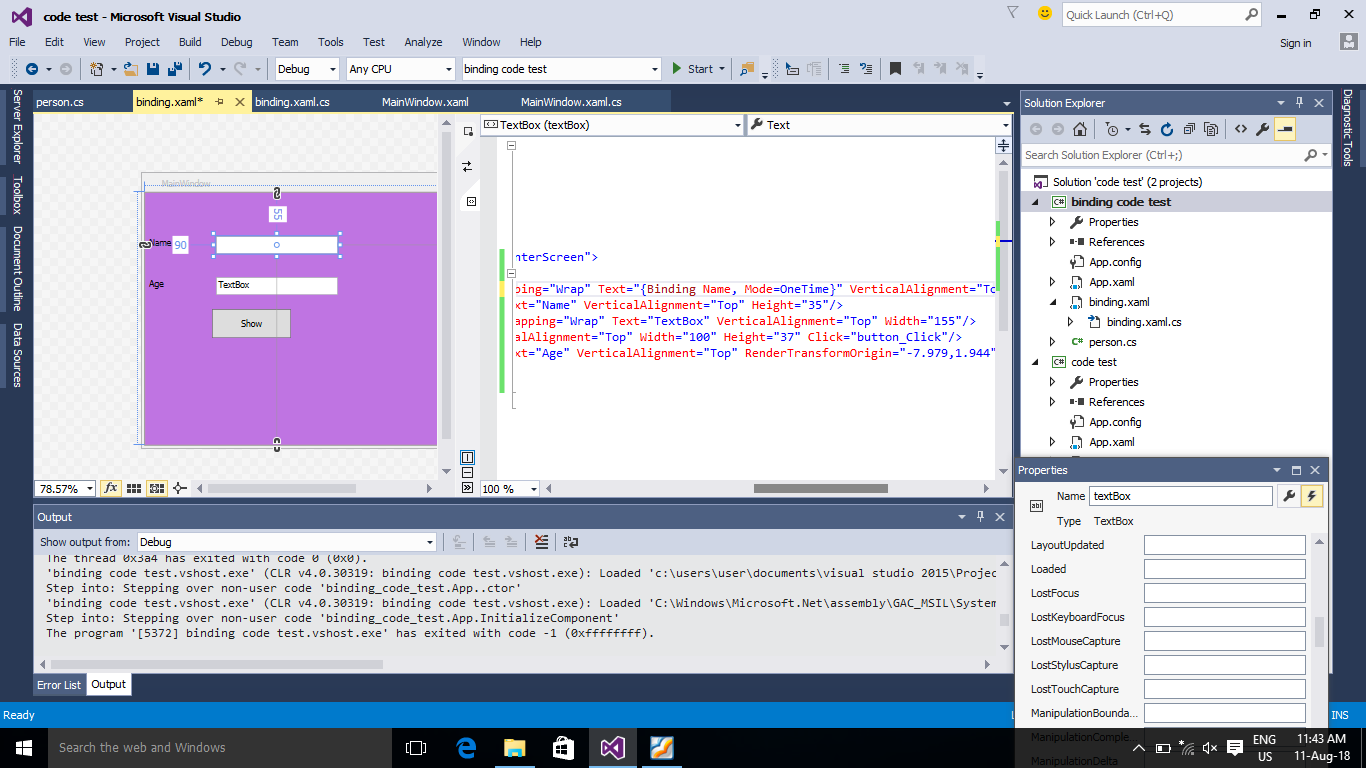 code test - Microsoft Visual Studio
Quick Launch (Ctrl+Q)
File Edit View Project Build Debug Team Tools Test Analyze Window Help
Sign in
Debug Any CPU binding code test Start
Server Explorer
Toolbox
Document Outline
Data Sources
person.cs binding.xaml* binding.xaml.cs MainWindow.xaml MainWindow.xaml.cs
MainWindow
55
Name 90
Age TextBox
Show
78.57%
TextBox (textBox) Text
nterScreen">
ping="Wrap" Text="{Binding Name, Mode=OneTime}" VerticalAlignment="To
xt="Name" VerticalAlignment="Top" Height="35"/>
apping="Wrap" Text="TextBox" VerticalAlignment="Top" Width="155"/>
alAlignment="Top" Width="100" Height="37" Click="button_Click"/>
xt="Age" VerticalAlignment="Top" RenderTransformOrigin="-7.979,1.944"
100 %
Output
Show output from: Debug
The thread 0x3a4 has exited with code 0 (0x0).
'binding code test.vshost.exe' (CLR v4.0.30319: binding code test.vshost.exe): Loaded 'c:\users\user\documents\visual studio 2015\Projec
Step into: Stepping over non-user code 'binding_code_test.App..ctor'
'binding code test.vshost.exe' (CLR v4.0.30319: binding code test.vshost.exe): Loaded 'C:\Windows\Microsoft.Net\assembly\GAC_MSIL\System
Step into: Stepping over non-user code 'binding_code_test.App.InitializeComponent'
The program '[5372] binding code test.vshost.exe' has exited with code -1 (0xffffffff).
Error List Output
Solution Explorer
Search Solution Explorer (Ctrl+;)
Solution 'code test' (2 projects)
binding code test
Properties
References
App.config
App.xaml
binding.xaml
binding.xaml.cs
person.cs
code test
Properties
References
App.config
App.xaml
Diagnostic Tools
Properties
Name textBox
Type TextBox
LayoutUpdated
Loaded
LostFocus
LostKeyboardFocus
LostMouseCapture
LostStylusCapture
LostTouchCapture
ManipulationBounda...
ManipulationComple...
ManipulationDelta
Ready
INS
Search the web and Windows
ENG
US
11:43 AM
11-Aug-18